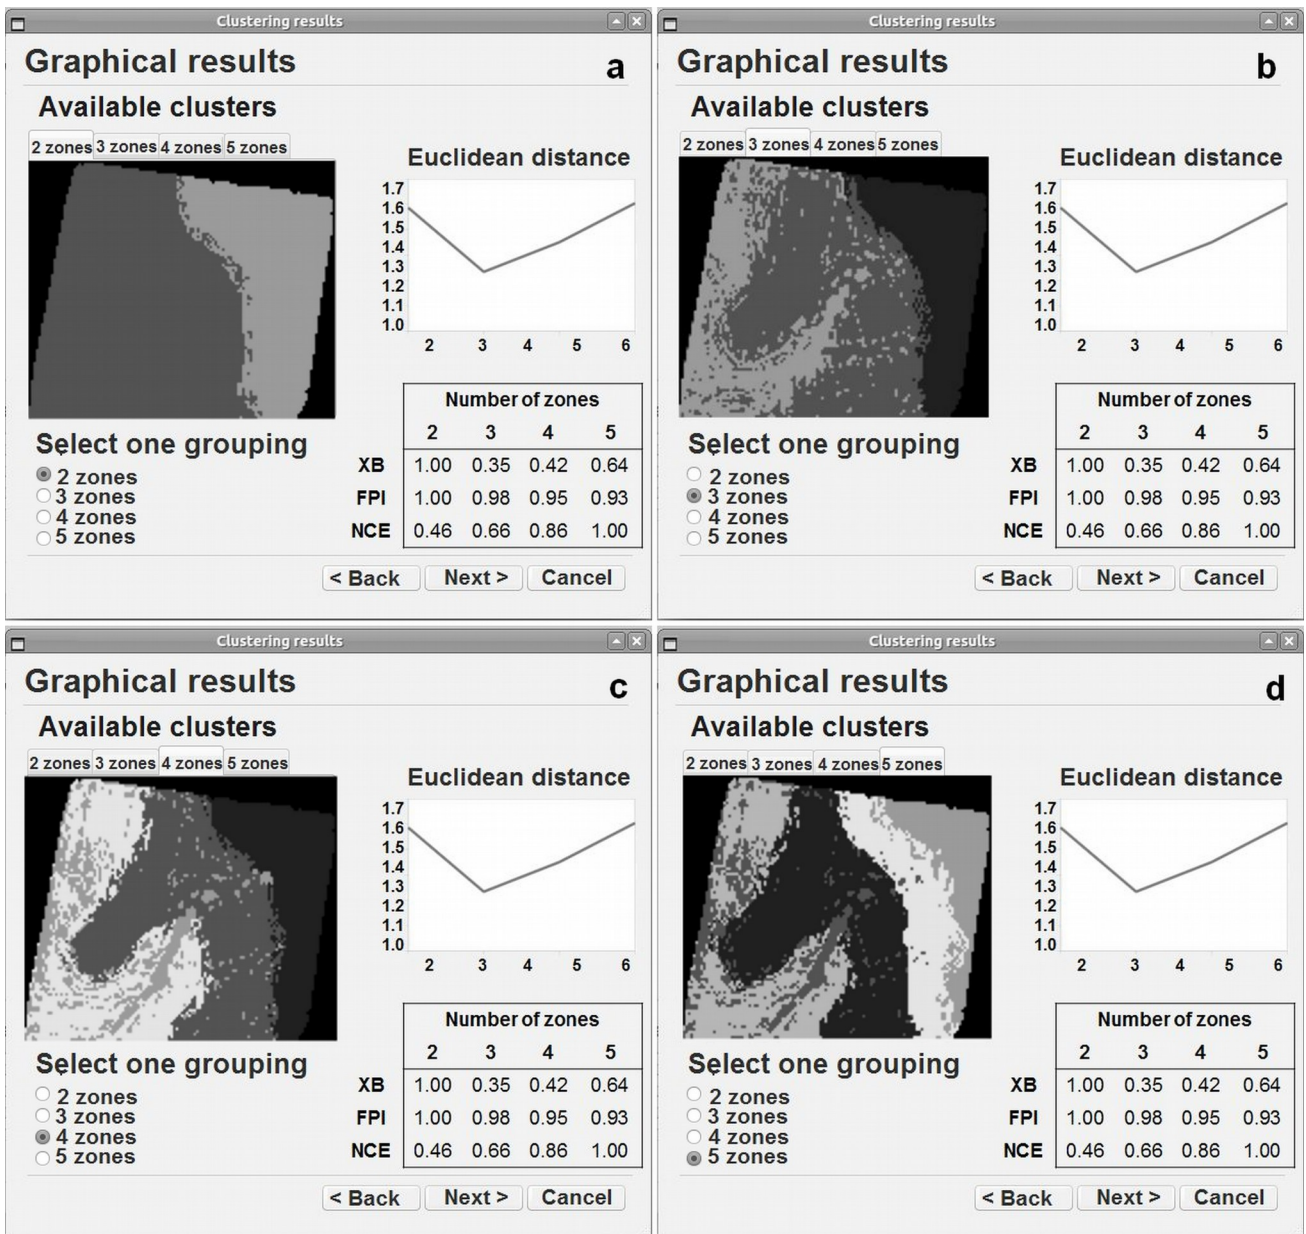 Clustering results
Graphical results
a
Available clusters
2 zones 3 zones 4 zones 5 zones
Euclidean distance
1.7
1.6
1.5
1.4
1.3
1.2
1.1
1.0
2 3 4 5 6
Number of zones
2 3 4 5
XB 1.00 0.35 0.42 0.64
FPI 1.00 0.98 0.95 0.93
NCE 0.46 0.66 0.86 1.00
Select one grouping
2 zones
3 zones
4 zones
5 zones
< Back Next > Cancel
Clustering results
Graphical results
b
Available clusters
2 zones 3 zones 4 zones 5 zones
Euclidean distance
1.7
1.6
1.5
1.4
1.3
1.2
1.1
1.0
2 3 4 5 6
Number of zones
2 3 4 5
XB 1.00 0.35 0.42 0.64
FPI 1.00 0.98 0.95 0.93
NCE 0.46 0.66 0.86 1.00
Select one grouping
2 zones
3 zones
4 zones
5 zones
< Back Next > Cancel
Clustering results
Graphical results
c
Available clusters
2 zones 3 zones 4 zones 5 zones
Euclidean distance
1.7
1.6
1.5
1.4
1.3
1.2
1.1
1.0
2 3 4 5 6
Number of zones
2 3 4 5
XB 1.00 0.35 0.42 0.64
FPI 1.00 0.98 0.95 0.93
NCE 0.46 0.66 0.86 1.00
Select one grouping
2 zones
3 zones
4 zones
5 zones
< Back Next > Cancel
Clustering results
Graphical results
d
Available clusters
2 zones 3 zones 4 zones 5 zones
Euclidean distance
1.7
1.6
1.5
1.4
1.3
1.2
1.1
1.0
2 3 4 5 6
Number of zones
2 3 4 5
XB 1.00 0.35 0.42 0.64
FPI 1.00 0.98 0.95 0.93
NCE 0.46 0.66 0.86 1.00
Select one grouping
2 zones
3 zones
4 zones
5 zones
< Back Next > Cancel